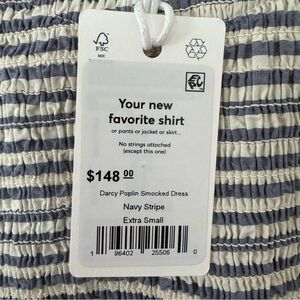 FSC
MIX
Your new
favorite shirt
or pants or jacket or skirt...
No strings attached
(except this one)
$148 00
Darcy Poplin Smocked Dress
Navy Stripe
Extra Small
1 96402 25506 0